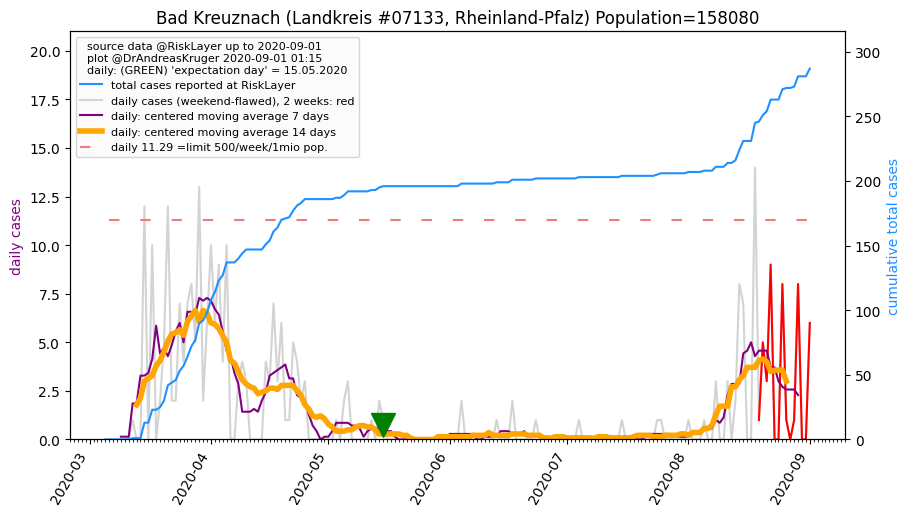 Bad Kreuznach (Landkreis #07133, Rheinland-Pfalz) Population=158080
source data @RiskLayer up to 2020-09-01
plot @DrAndreasKruger 2020-09-01 01:15
daily: (GREEN) 'expectation day' = 15.05.2020
total cases reported at RiskLayer
daily cases (weekend-flawed), 2 weeks: red
daily: centered moving average 7 days
daily: centered moving average 14 days
daily 11.29 =limit 500/week/1mio pop.
daily cases
20.0
17.5
15.0
12.5
10.0
7.5
5.0
2.5
0.0
cumulative total cases
300
250
200
150
100
50
0
2020-03
2020-04
2020-05
2020-06
2020-07
2020-08
2020-09